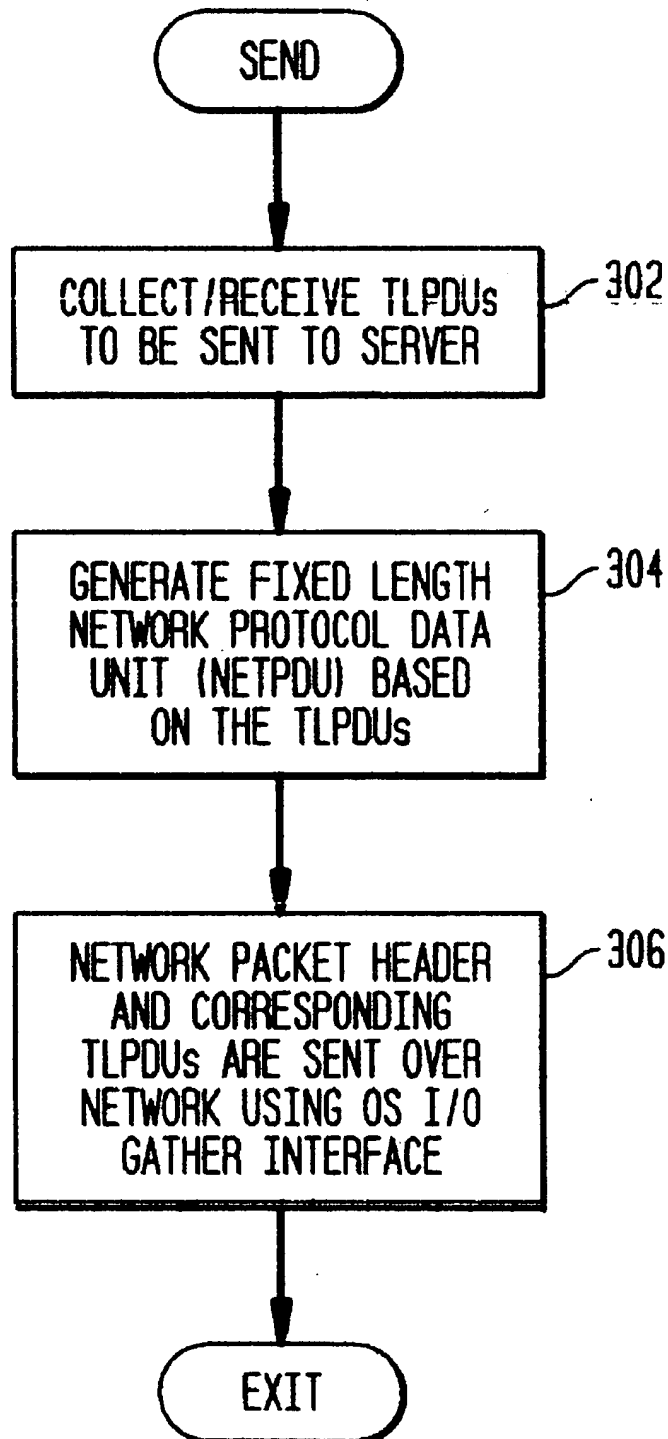 SEND
COLLECT/RECEIVE TLPDUs
TO BE SENT TO SERVER
302
GENERATE FIXED LENGTH
NETWORK PROTOCOL DATA
UNIT (NETPDU) BASED
ON THE TLPDUs
304
NETWORK PACKET HEADER
AND CORRESPONDING
TLPDUs ARE SENT OVER
NETWORK USING OS I/O
GATHER INTERFACE
306
EXIT